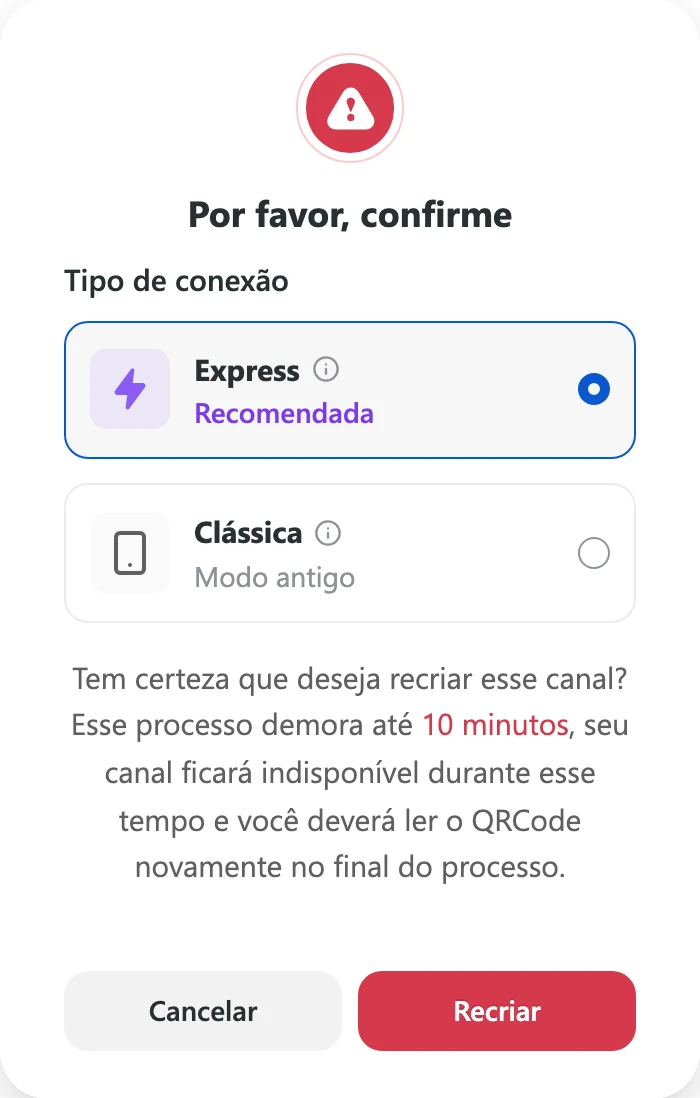 Por favor, confirme
Tipo de conexão
Express
Recomendada
Clássica
Modo antigo
Tem certeza que deseja recriar esse canal?
Esse processo demora até 10 minutos, seu
canal ficará indisponível durante esse
tempo e você deverá ler o QRCode
novamente no final do processo.
Cancelar
Recriar